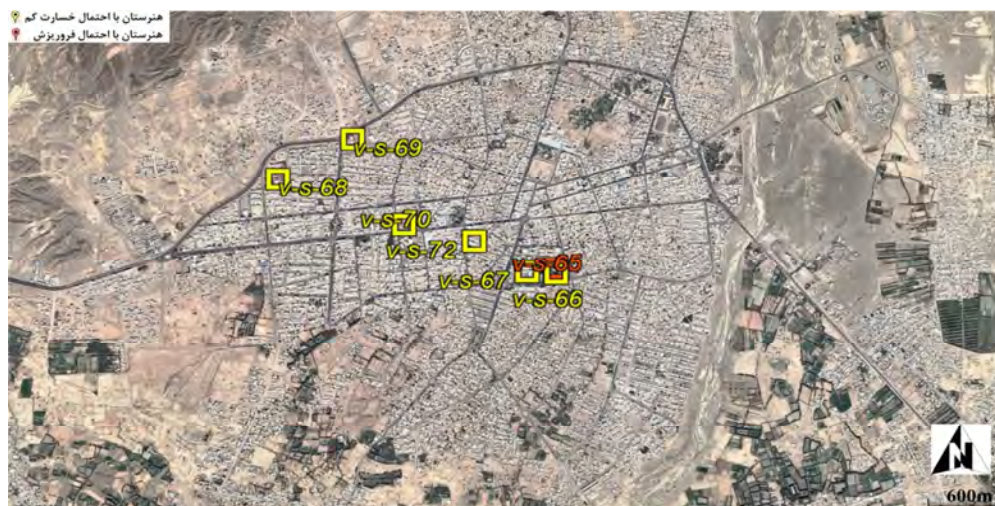 هنرستان با احتمال خسارت کم
هنرستان با احتمال فروریزش
v-s-69
v-s-68
v-s-70
v-s-72
v-s-65
v-s-67
v-s-66
N
600m